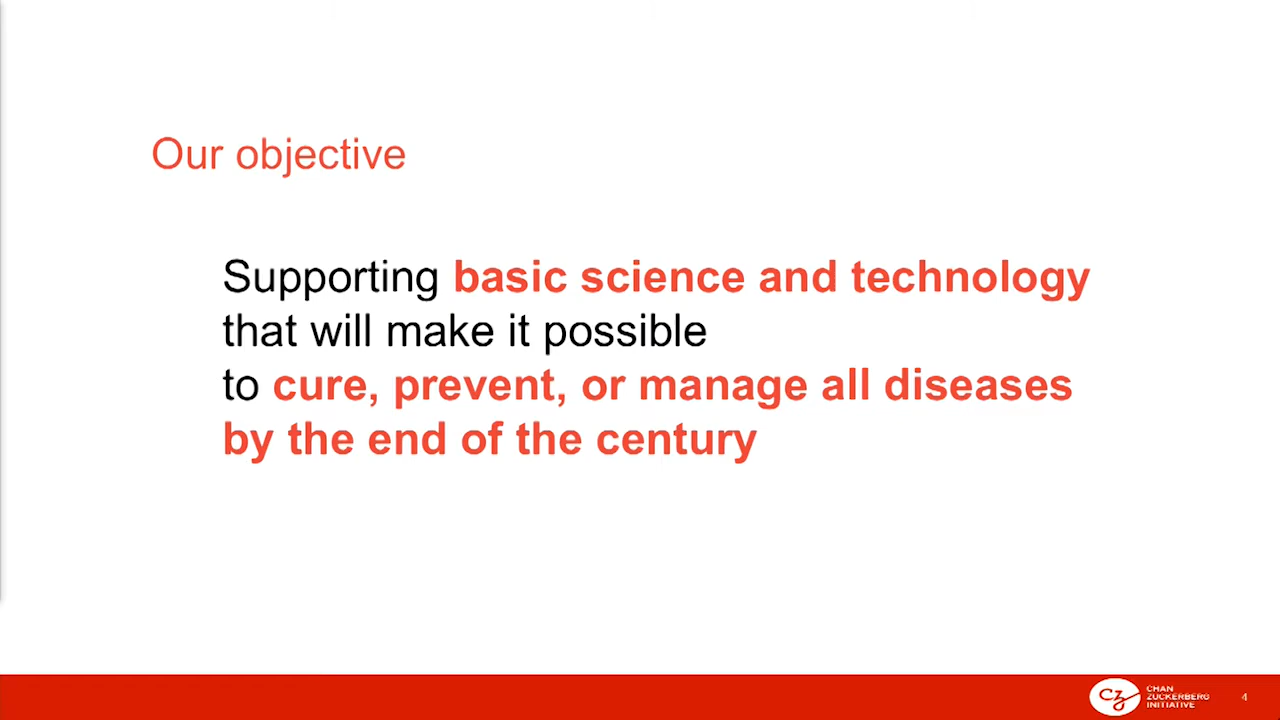 Our objective
Supporting basic science and technology
that will make it possible
to cure, prevent, or manage all diseases
by the end of the century
CZ
CHAN
ZUCKERBERG
INITIATIVE
4